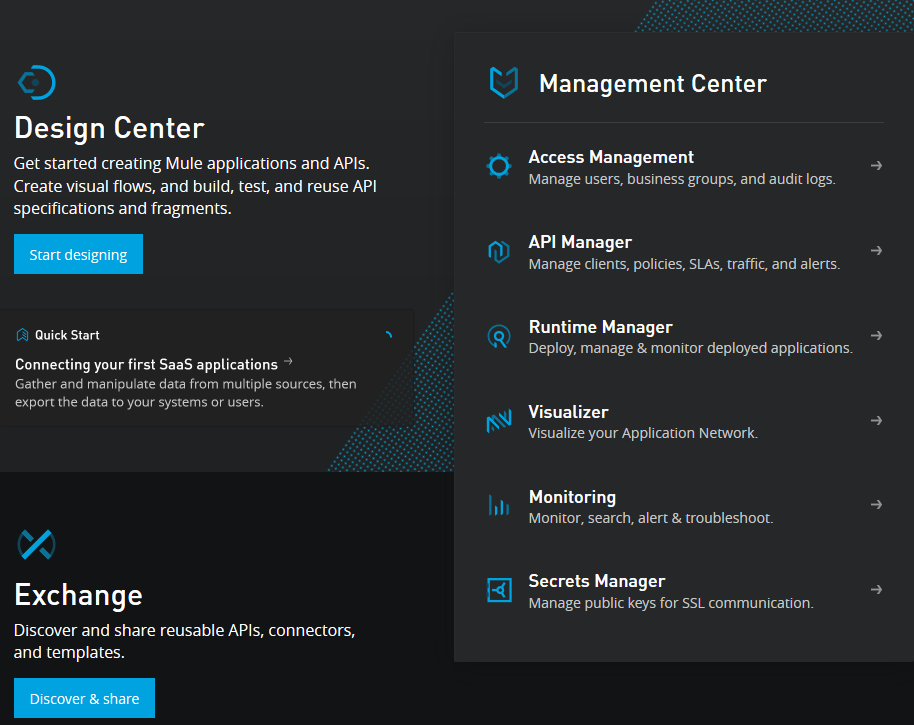 Design Center
Get started creating Mule applications and APIs.
Create visual flows, and build, test, and reuse API
specifications and fragments.
Start designing
Quick Start
Connecting your first SaaS applications →
Gather and manipulate data from multiple sources, then
export the data to your systems or users.
Exchange
Discover and share reusable APIs, connectors,
and templates.
Discover & share
Management Center
Access Management
Manage users, business groups, and audit logs.
API Manager
Manage clients, policies, SLAs, traffic, and alerts.
Runtime Manager
Deploy, manage & monitor deployed applications.
Visualizer
Visualize your Application Network.
Monitoring
Monitor, search, alert & troubleshoot.
Secrets Manager
Manage public keys for SSL communication.